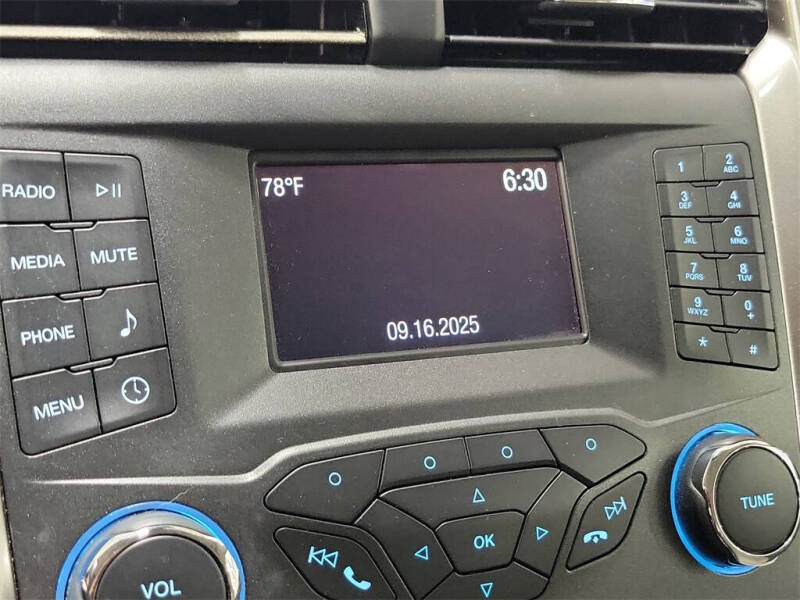 78°F 6:30
09.16.2025
RADIO
MEDIA MUTE
PHONE
MENU
1 2 ABC
3 DEF 4 GHI
5 JKL 6 MNO
7 PQRS 8 TUV
9 WXYZ 0 +
* #
OK
VOL
TUNE